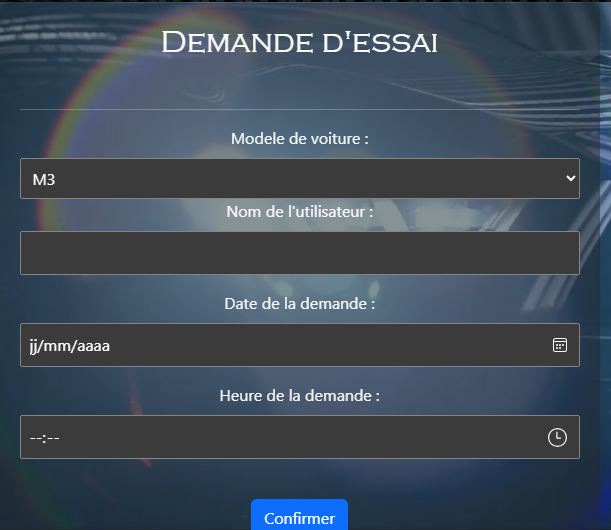 Demande d'essai
Modele de voiture :
M3
Nom de l'utilisateur :
Date de la demande :
jj/mm/aaaa
Heure de la demande :
--:--
Confirmer